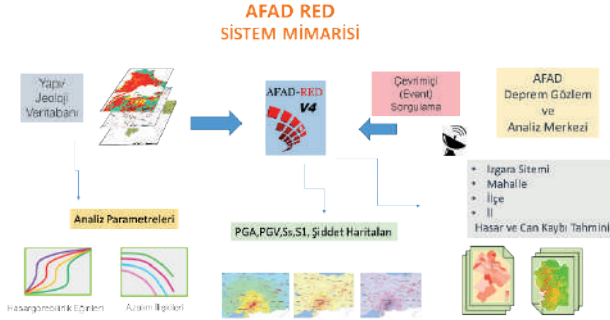 AFAD RED
SİSTEM MİMARİSİ
Yapı/
Jeoloji
Veritabanı
AFAD-RED
V4
Çevrimiçi
(Event)
Sorgulama
AFAD
Deprem Gözlem
ve
Analiz Merkezi
• Izgara Sitemi
• Mahalle
• İlçe
• İl
Hasar ve Can Kaybı Tahmini
Analiz Parametreleri
PGA,PGV,Ss,S1, Şiddet Haritaları
Hasargörebilirlik Eğrileri
Azalım İlişkileri